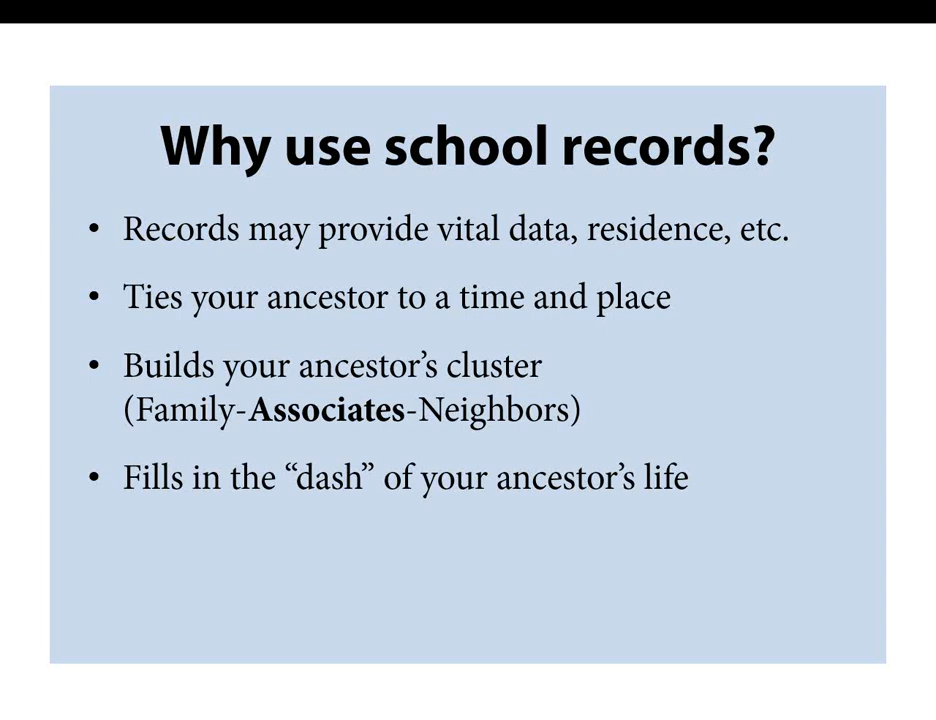 Why use school records?
• Records may provide vital data, residence, etc.
• Ties your ancestor to a time and place
• Builds your ancestor’s cluster
(Family-Associates-Neighbors)
• Fills in the “dash” of your ancestor’s life